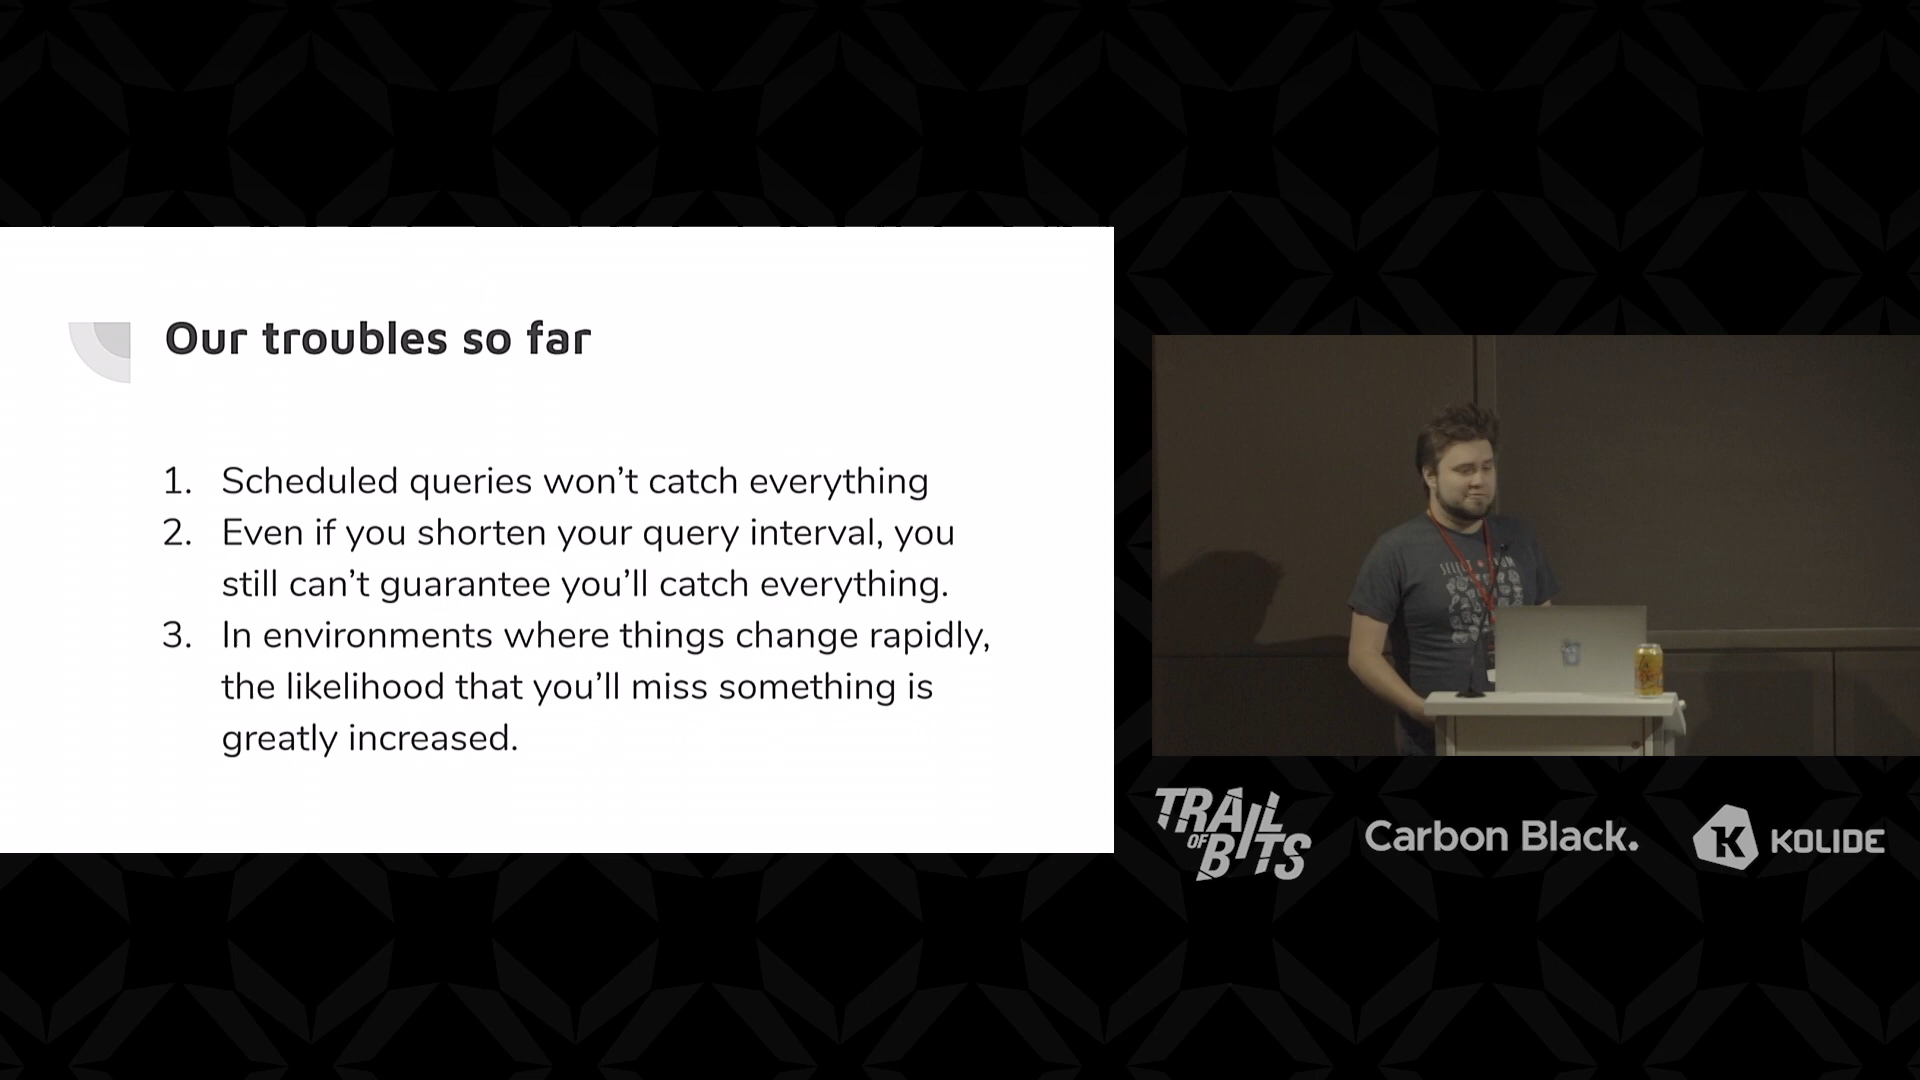 Our troubles so far
1. Scheduled queries won't catch everything
2. Even if you shorten your query interval, you
still can't guarantee you'll catch everything.
3. In environments where things change rapidly,
the likelihood that you'll miss something is
greatly increased.
TRAIL
OF
BITS
Carbon Black.
KOLIDE